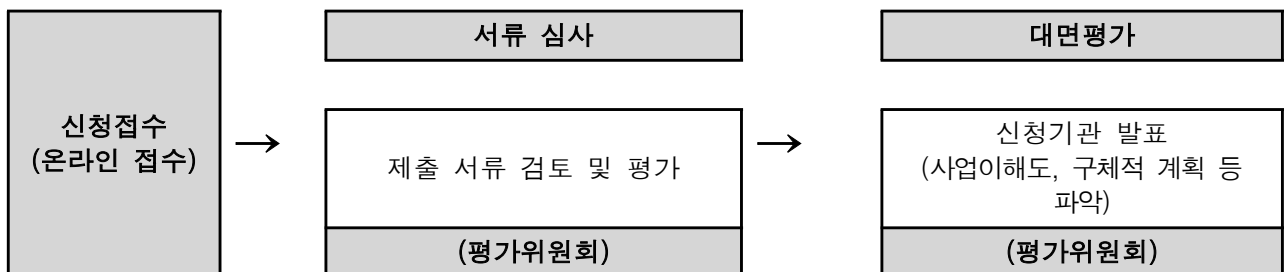 신청접수
(온라인 접수)
→
서류 심사
제출 서류 검토 및 평가
(평가위원회)
→
대면평가
신청기관 발표
(사업이해도, 구체적 계획 등
파악)
(평가위원회)